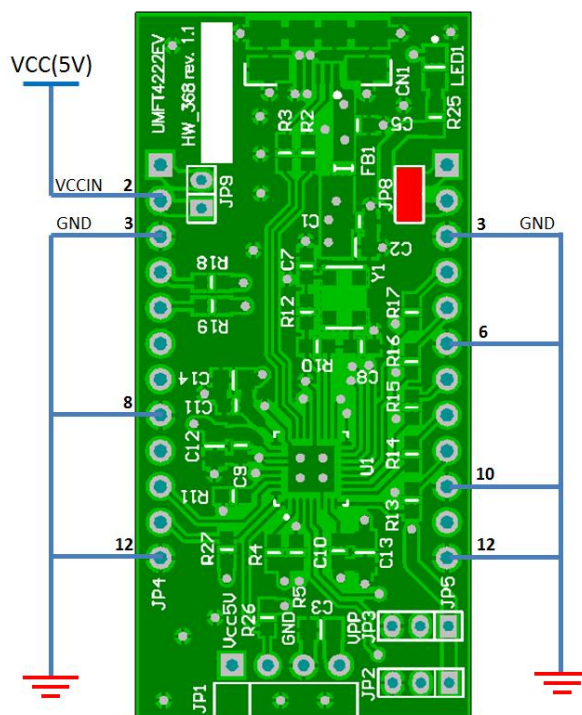 VCC(5V)
UMFT4222EV
HW_368 rev. 1.1
LED1
CN1
R25
R3
R2
C5
FB1
JP9
JP8
VCCIN
2
GND
3
3
GND
C1
C2
C7
Y1
R18
R19
R12
R17
R10
C8
R16
6
C14
C11
R15
8
C12
C9
U1
R14
R11
10
R13
12
R27
R4
C10
C13
12
JP4
R5
JP5
Vcc5V
R26
GND
C3
VPP
JP3
JP1
JP2